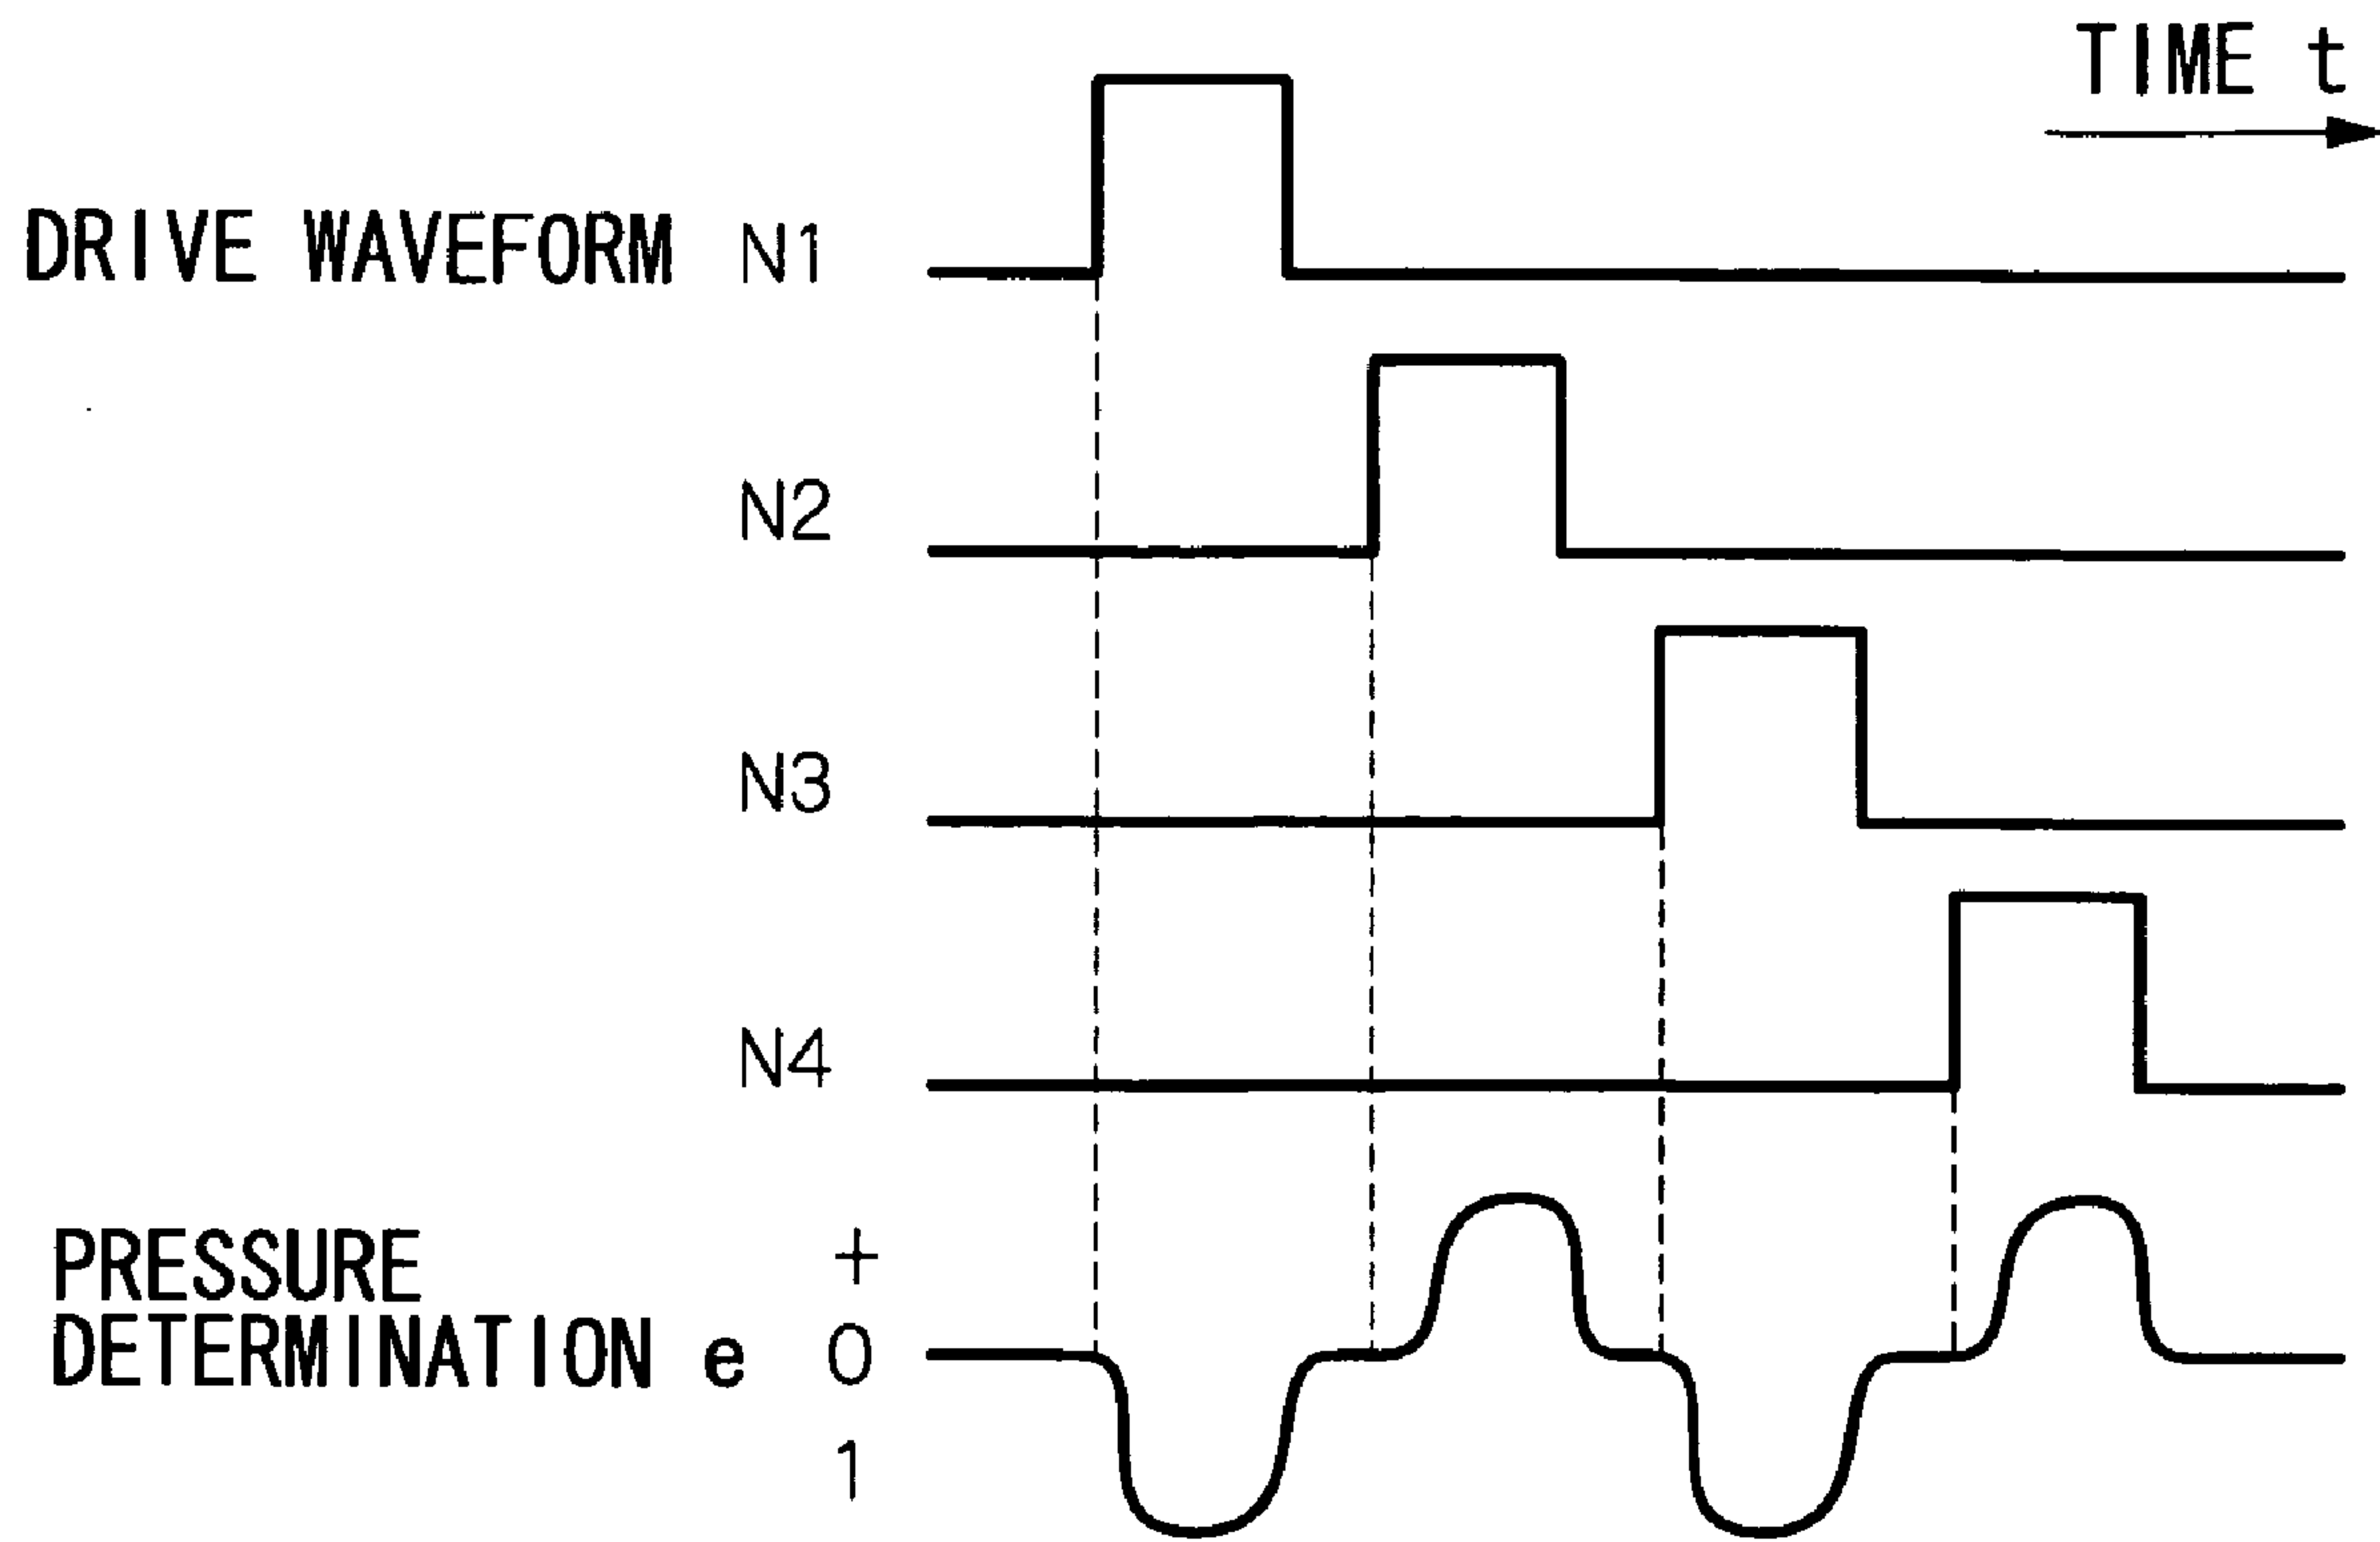 TIME t
DRIVE WAVEFORM N1
N2
N3
N4
PRESSURE +
DETERMINATION e 0
1